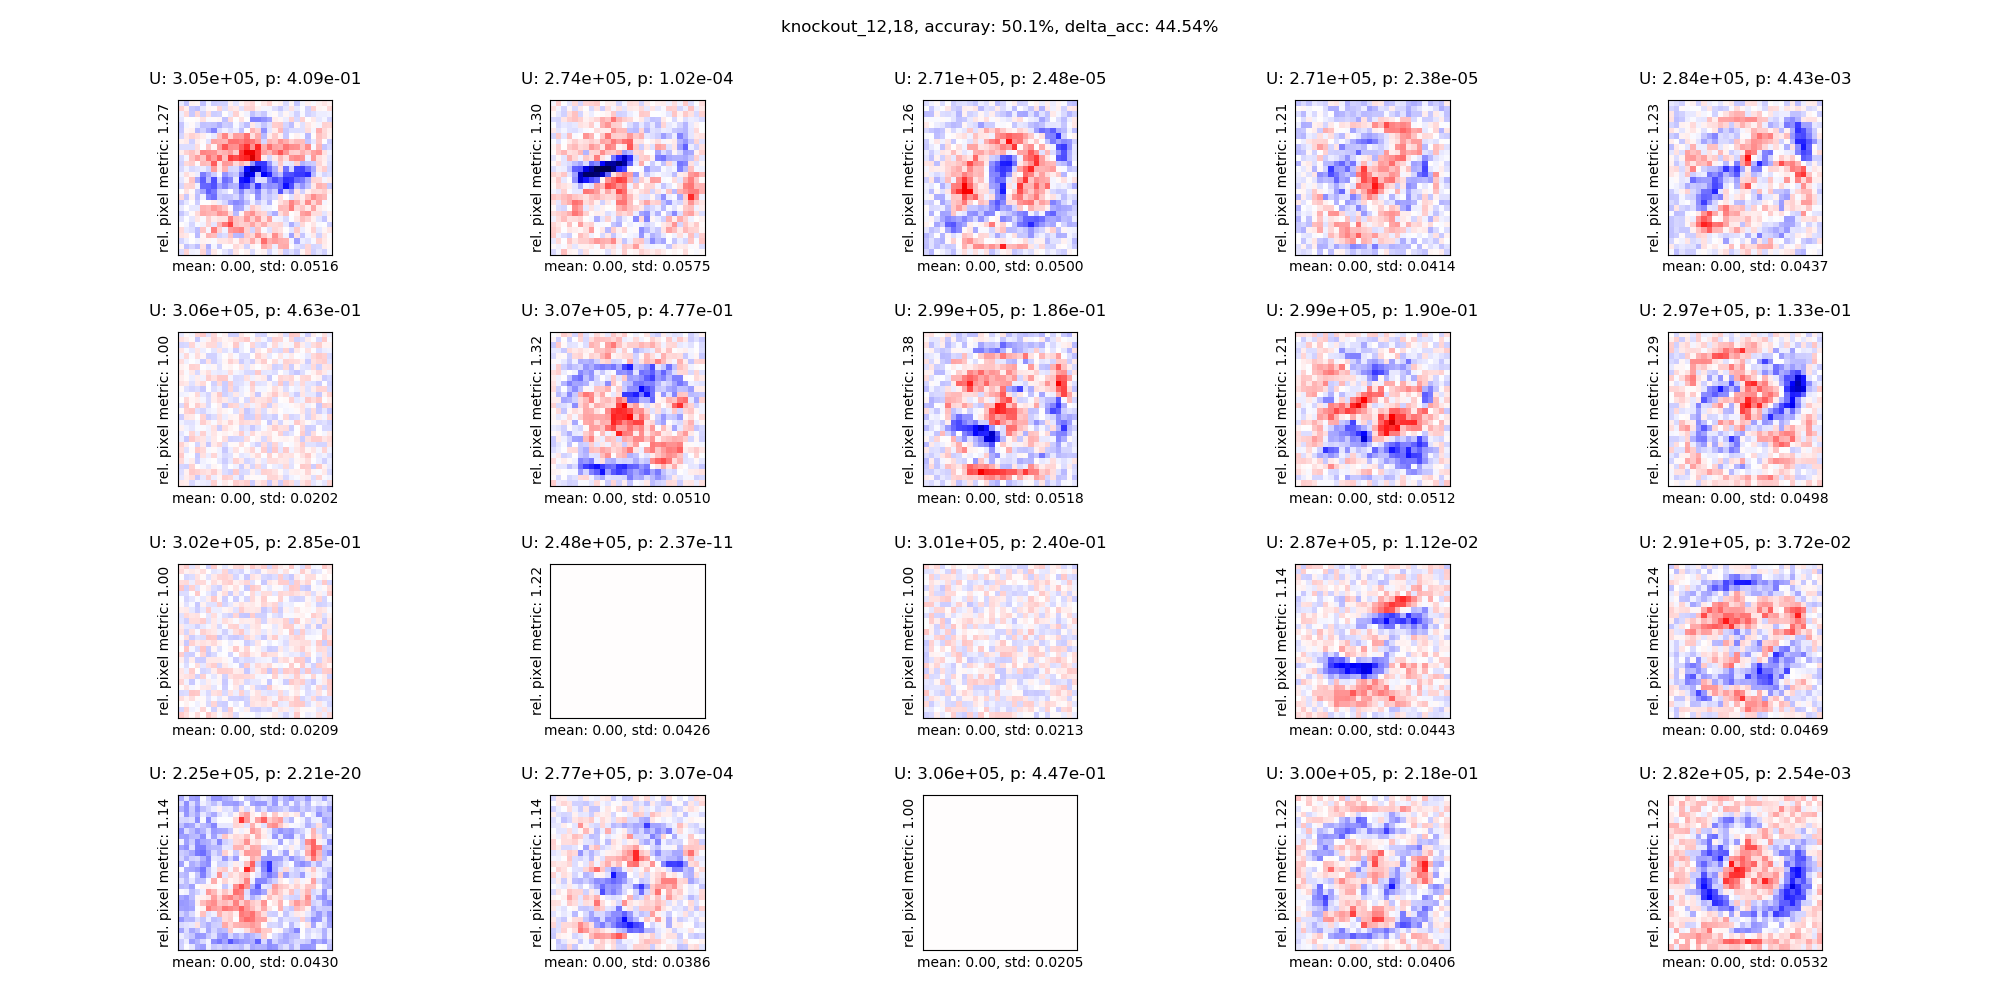 knockout_12,18, accuray: 50.1%, delta_acc: 44.54%
U: 3.05e+05, p: 4.09e-01
rel. pixel metric: 1.27
mean: 0.00, std: 0.0516
U: 2.74e+05, p: 1.02e-04
rel. pixel metric: 1.30
mean: 0.00, std: 0.0575
U: 2.71e+05, p: 2.48e-05
rel. pixel metric: 1.26
mean: 0.00, std: 0.0500
U: 2.71e+05, p: 2.38e-05
rel. pixel metric: 1.21
mean: 0.00, std: 0.0414
U: 2.84e+05, p: 4.43e-03
rel. pixel metric: 1.23
mean: 0.00, std: 0.0437
U: 3.06e+05, p: 4.63e-01
rel. pixel metric: 1.00
mean: 0.00, std: 0.0202
U: 3.07e+05, p: 4.77e-01
rel. pixel metric: 1.32
mean: 0.00, std: 0.0510
U: 2.99e+05, p: 1.86e-01
rel. pixel metric: 1.38
mean: 0.00, std: 0.0518
U: 2.99e+05, p: 1.90e-01
rel. pixel metric: 1.21
mean: 0.00, std: 0.0512
U: 2.97e+05, p: 1.33e-01
rel. pixel metric: 1.29
mean: 0.00, std: 0.0498
U: 3.02e+05, p: 2.85e-01
rel. pixel metric: 1.00
mean: 0.00, std: 0.0209
U: 2.48e+05, p: 2.37e-11
rel. pixel metric: 1.22
mean: 0.00, std: 0.0426
U: 3.01e+05, p: 2.40e-01
rel. pixel metric: 1.00
mean: 0.00, std: 0.0213
U: 2.87e+05, p: 1.12e-02
rel. pixel metric: 1.14
mean: 0.00, std: 0.0443
U: 2.91e+05, p: 3.72e-02
rel. pixel metric: 1.24
mean: 0.00, std: 0.0469
U: 2.25e+05, p: 2.21e-20
rel. pixel metric: 1.14
mean: 0.00, std: 0.0430
U: 2.77e+05, p: 3.07e-04
rel. pixel metric: 1.14
mean: 0.00, std: 0.0386
U: 3.06e+05, p: 4.47e-01
rel. pixel metric: 1.00
mean: 0.00, std: 0.0205
U: 3.00e+05, p: 2.18e-01
rel. pixel metric: 1.22
mean: 0.00, std: 0.0406
U: 2.82e+05, p: 2.54e-03
rel. pixel metric: 1.22
mean: 0.00, std: 0.0532